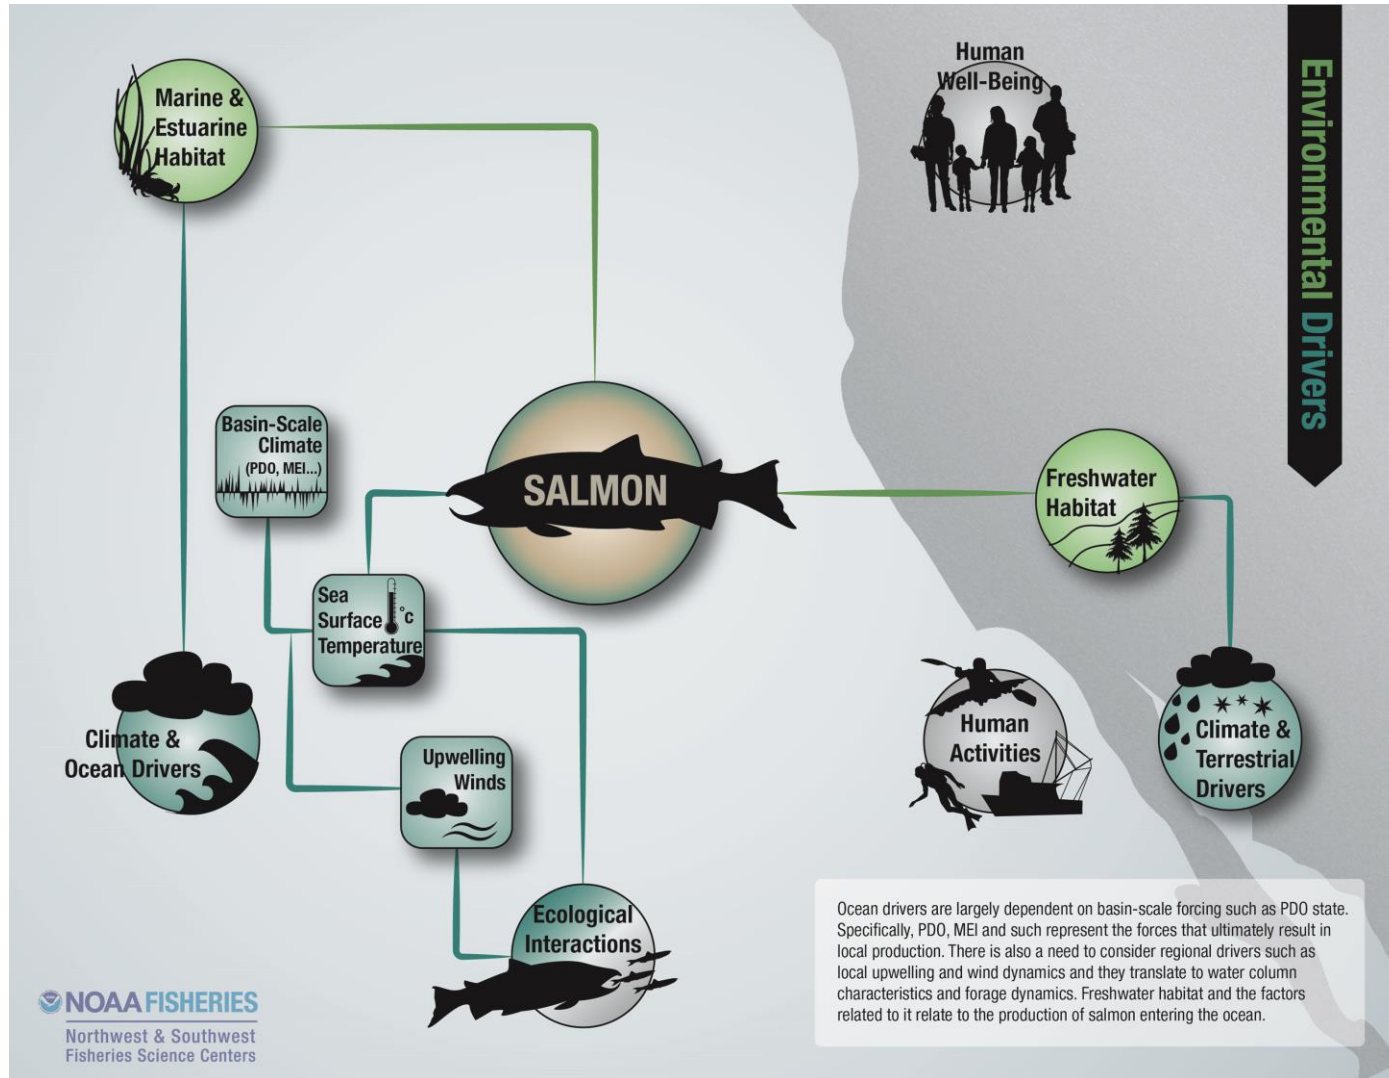 Marine &
Estuarine
Habitat
Human
Well-Being
Environmental Drivers
Basin-Scale
Climate
(PDO, MEI...)
SALMON
Freshwater
Habitat
Sea
Surface
°C
Temperature
Climate &
Ocean Drivers
Upwelling
Winds
Human
Activities
Climate &
Terrestrial
Drivers
Ecological
Interactions
Ocean drivers are largely dependent on basin-scale forcing such as PDO state.
Specifically, PDO, MEI and such represent the forces that ultimately result in
local production. There is also a need to consider regional drivers such as
local upwelling and wind dynamics and they translate to water column
characteristics and forage dynamics. Freshwater habitat and the factors
related to it relate to the production of salmon entering the ocean.
NOAA FISHERIES
Northwest & Southwest
Fisheries Science Centers